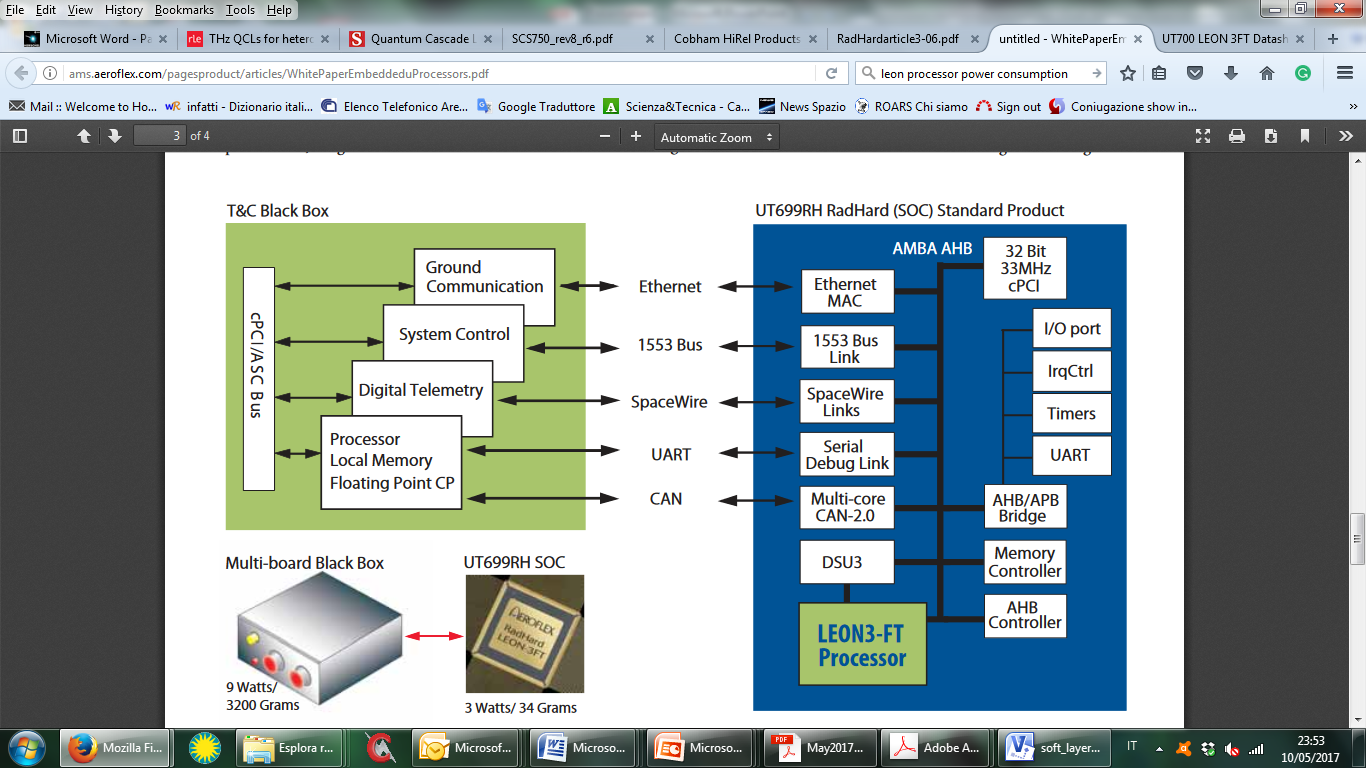 File Edit View History Bookmarks Tools Help
Microsoft Word - Pa
rle THz QCLs for heterc
S Quantum Cascade L
SCS750_rev8_r6.pdf
Cobham HiRel Products
RadHardarticle3-06.pdf
untitled - WhitePaperEm
UT700 LEON 3FT Datash
ams.aeroflex.com/pagesproduct/articles/WhitePaperEmbeddeduProcessors.pdf
leon processor power consumption
Mail :: Welcome to Ho...
wR infatti - Dizionario itali...
Elenco Telefonico Are...
Google Traduttore
A Scienza&Tecnica - Ca...
News Spazio
ROARS Chi siamo
Sign out
Coniugazione show in...
3 of 4
Automatic Zoom
T&C Black Box
cPCI/ASC Bus
Ground
Communication
System Control
Digital Telemetry
Processor
Local Memory
Floating Point CP
Ethernet
1553 Bus
SpaceWire
UART
CAN
UT699RH RadHard (SOC) Standard Product
AMBA AHB
Ethernet
MAC
1553 Bus
Link
SpaceWire
Links
Serial
Debug Link
Multi-core
CAN-2.0
DSU3
LEON3-FT
Processor
32 Bit
33MHz
cPCI
I/O port
IrqCtrl
Timers
UART
AHB/APB
Bridge
Memory
Controller
AHB
Controller
Multi-board Black Box
9 Watts/
3200 Grams
UT699RH SOC
AEROFLEX
RadHard
LEON-3FT
3 Watts/ 34 Grams
Mozilla Fi...
Esplora r...
Microsof...
Microso...
Microso...
PDF May2017...
Adobe A...
soft_layer...
IT
23:53
10/05/2017